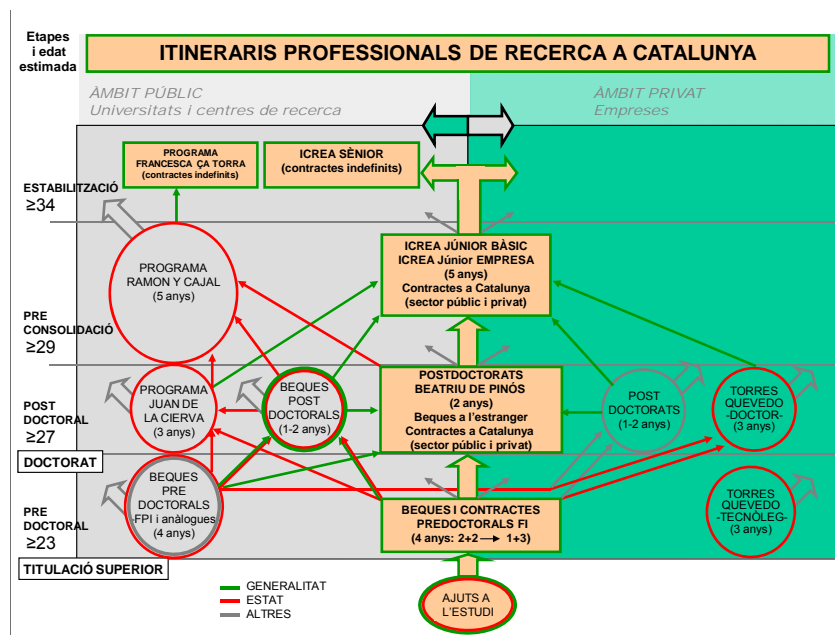 Etapes
i edat
estimada
ITINERARIS PROFESSIONALS DE RECERCA A CATALUNYA
ÀMBIT PÚBLIC
Universitats i centres de recerca
ÀMBIT PRIVAT
Empreses
PROGRAMA
FRANCESCA ÇA TORRA
(contractes indefinits)
ICREA SÈNIOR
(contractes indefinits)
ESTABILITZACIÓ
≥34
PROGRAMA
RAMON Y CAJAL
(5 anys)
ICREA JÚNIOR BÀSIC
ICREA Júnior EMPRESA
(5 anys)
Contractes a Catalunya
(sector públic i privat)
PRE
CONSOLIDACIÓ
≥29
PROGRAMA
JUAN DE
LA CIERVA
(3 anys)
BEQUES
POST
DOCTORALS
(1-2 anys)
POSTDOCTORATS
BEATRIU DE PINÓS
(2 anys)
Beques a l'estranger
Contractes a Catalunya
(sector públic i privat)
POST
DOCTORATS
(1-2 anys)
TORRES
QUEVEDO
-DOCTOR-
(3 anys)
POST
DOCTORAL
≥27
DOCTORAT
BEQUES
PRE
DOCTORALS
-FPI i anàlogues
(4 anys)
BEQUES I CONTRACTES
PREDOCTORALS FI
(4 anys: 2+2 → 1+3)
TORRES
QUEVEDO
-TECNÒLEG-
(3 anys)
PRE
DOCTORAL
≥23
TITULACIÓ SUPERIOR
GENERALITAT
ESTAT
ALTRES
AJUTS A
L'ESTUDI